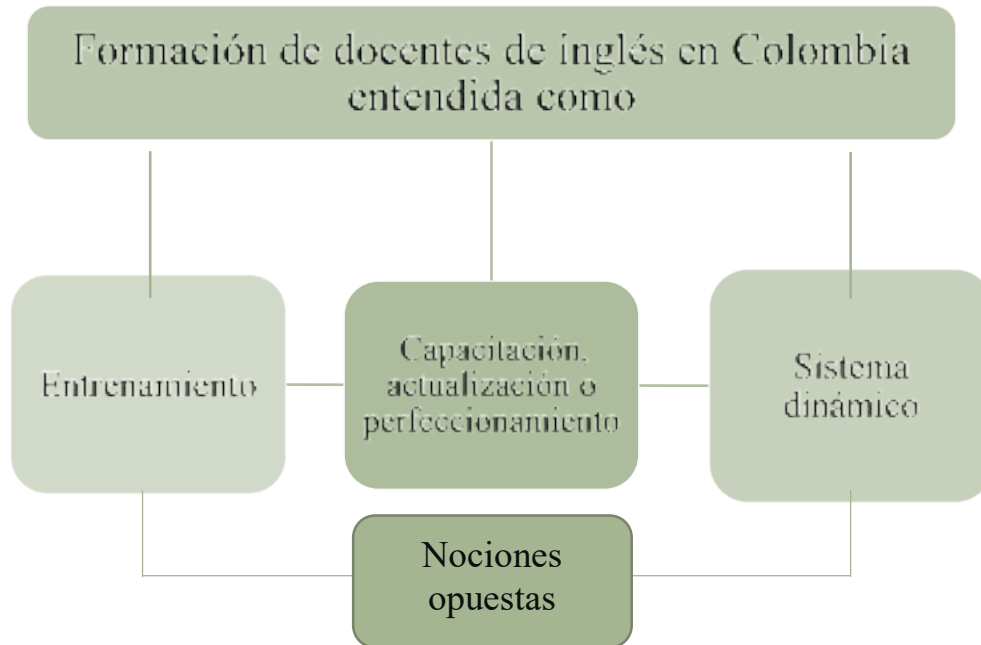 Formación de docentes de inglés en Colombia
entendida como
Entrenamiento
Capacitación,
actualización o
perfeccionamiento
Sistema
dinámico
Nociones
opuestas